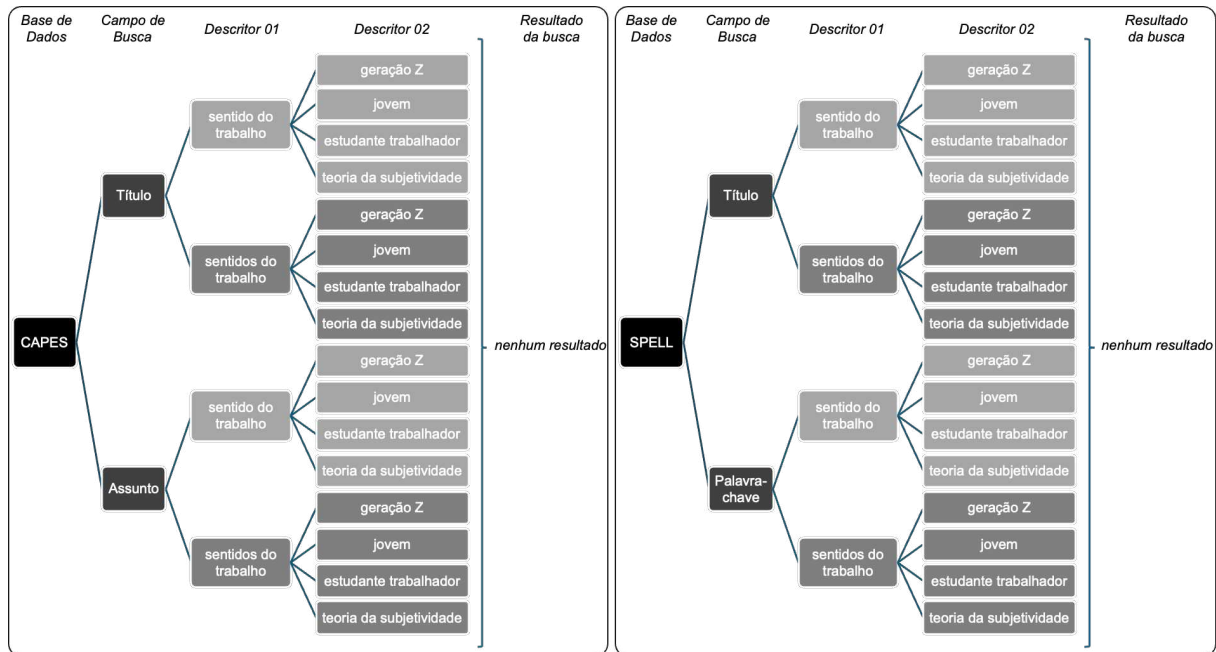 Base de
Dados
Campo de
Busca
Descritor 01
Descritor 02
Resultado
da busca
CAPES
Título
sentido do
trabalho
geração Z
jovem
estudante trabalhador
teoria da subjetividade
sentidos do
trabalho
geração Z
jovem
estudante trabalhador
teoria da subjetividade
Assunto
sentido do
trabalho
geração Z
jovem
estudante trabalhador
teoria da subjetividade
sentidos do
trabalho
geração Z
jovem
estudante trabalhador
teoria da subjetividade
nenhum resultado
Base de
Dados
Campo de
Busca
Descritor 01
Descritor 02
Resultado
da busca
SPELL
Título
sentido do
trabalho
geração Z
jovem
estudante trabalhador
teoria da subjetividade
sentidos do
trabalho
geração Z
jovem
estudante trabalhador
teoria da subjetividade
Palavra-
chave
sentido do
trabalho
geração Z
jovem
estudante trabalhador
teoria da subjetividade
sentidos do
trabalho
geração Z
jovem
estudante trabalhador
teoria da subjetividade
nenhum resultado